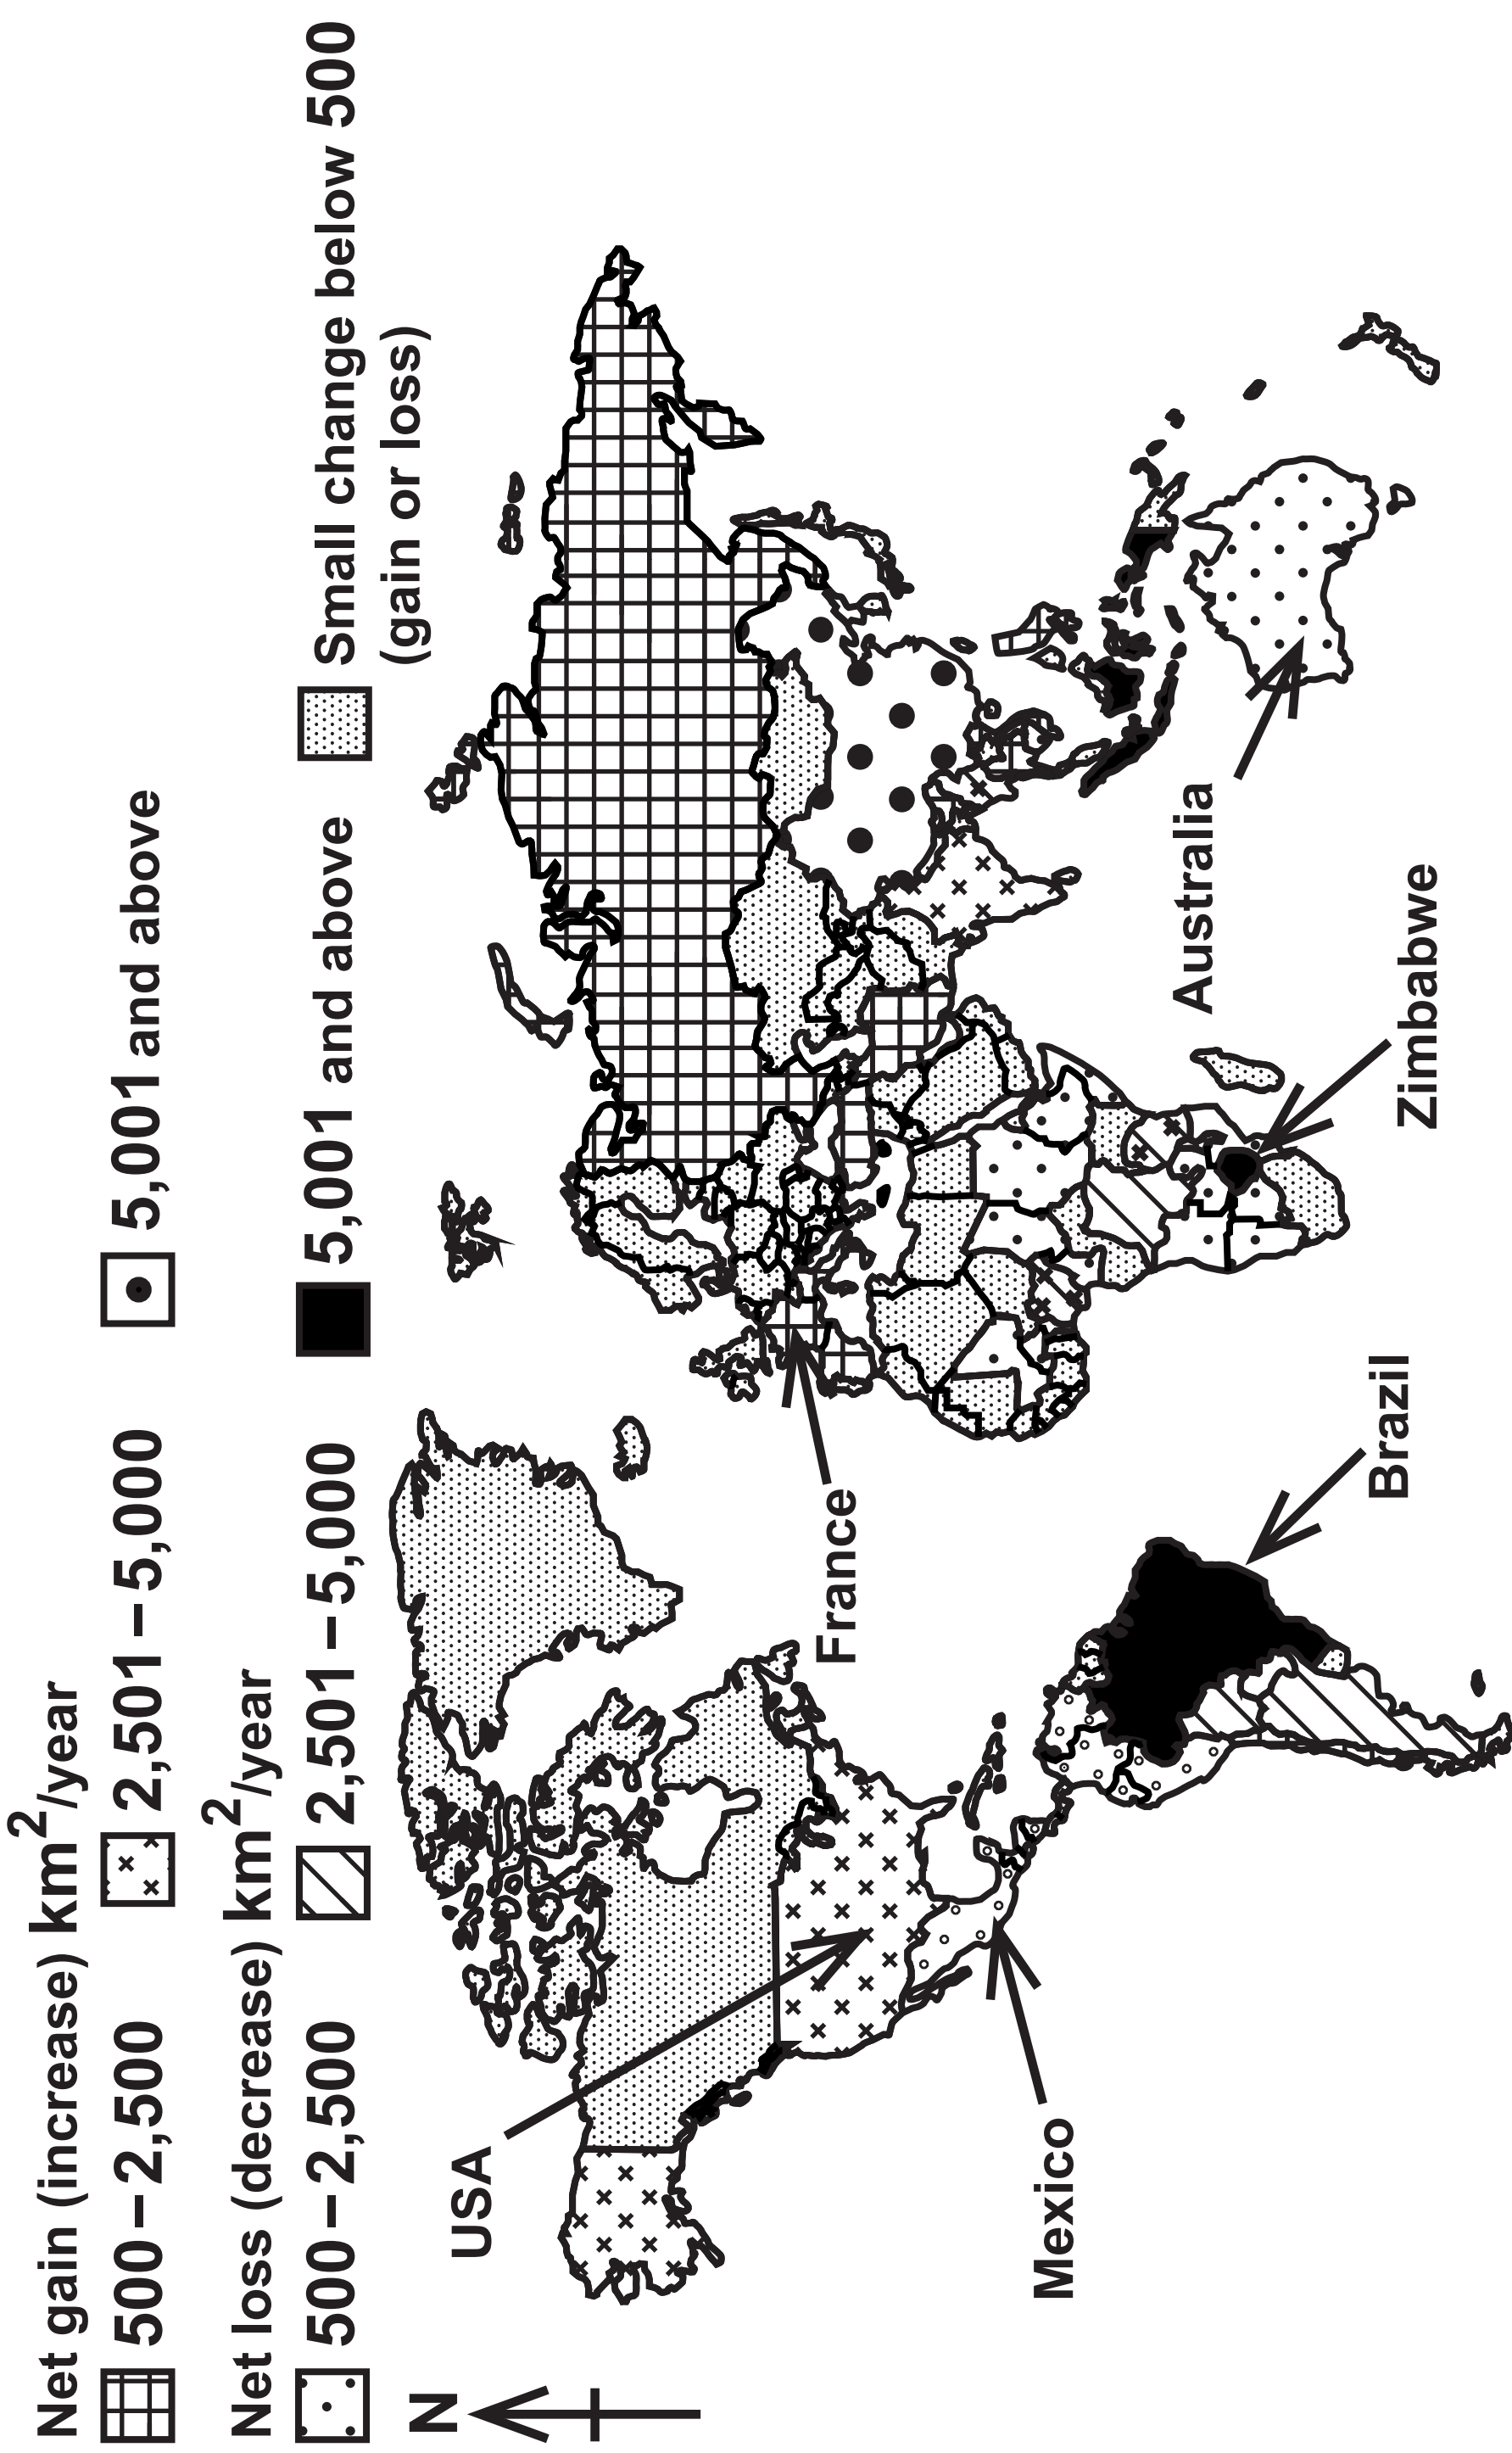 Net gain (increase) km²/year
500 – 2,500
2,501 – 5,000
5,001 and above
Net loss (decrease) km²/year
500 – 2,500
2,501 – 5,000
5,001 and above
Small change below 500
(gain or loss)
N
USA
Mexico
France
Brazil
Australia
Zimbabwe